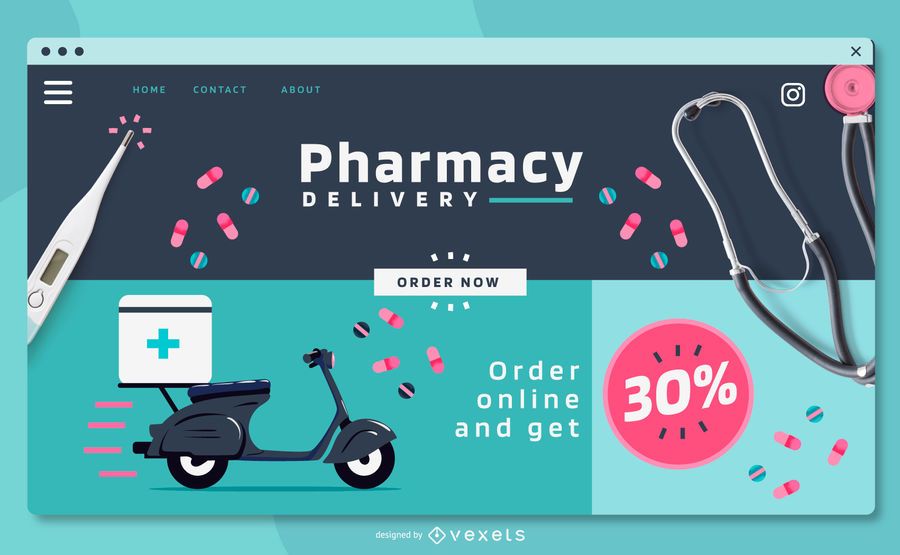 HOME CONTACT ABOUT
Pharmacy
DELIVERY
ORDER NOW
Order
online
and get
30%
designed by vexels